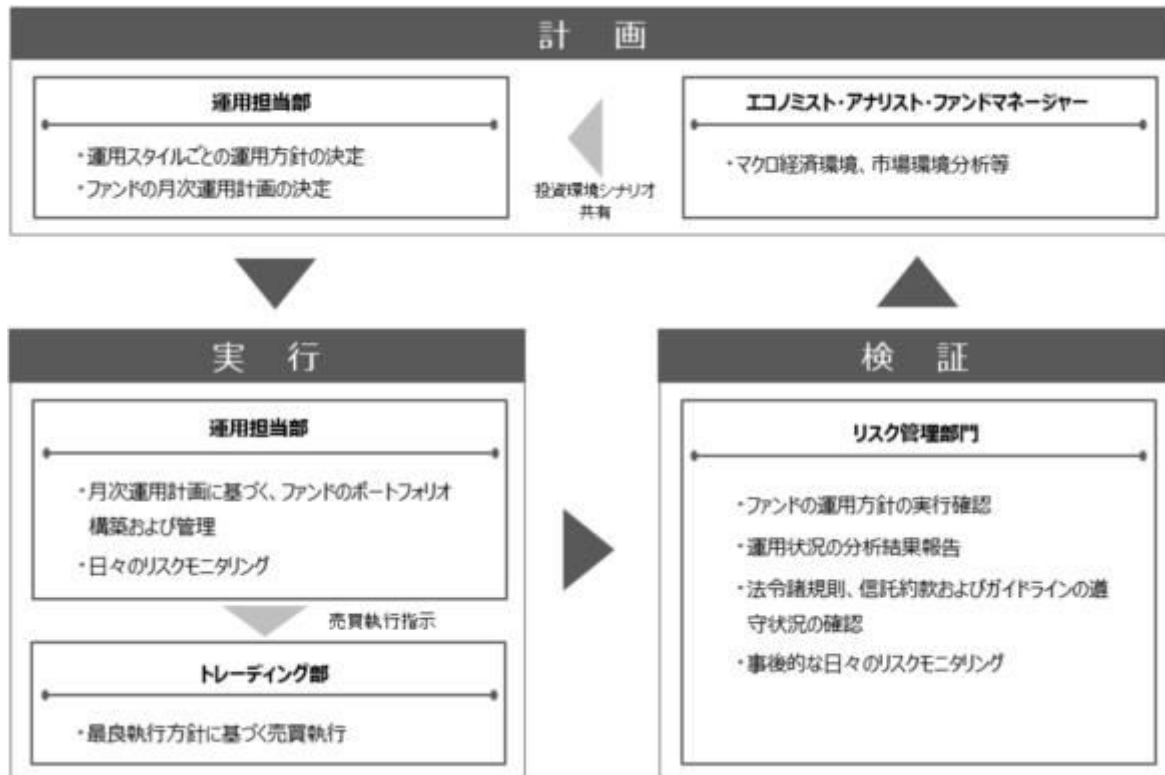 計 画
運用担当部
・運用スタイルごとの運用方針の決定
・ファンドの月次運用計画の決定
投資環境シナリオ
共有
エコノミスト・アナリスト・ファンドマネージャー
・マクロ経済環境、市場環境分析等
実 行
運用担当部
・月次運用計画に基づく、ファンドのポートフォリオ
構築および管理
・日々のリスクモニタリング
売買執行指示
トレーディング部
・最良執行方針に基づく売買執行
検 証
リスク管理部門
・ファンドの運用方針の実行確認
・運用状況の分析結果報告
・法令諸規則、信託約款およびガイドラインの遵
守状況の確認
・事後的な日々のリスクモニタリング